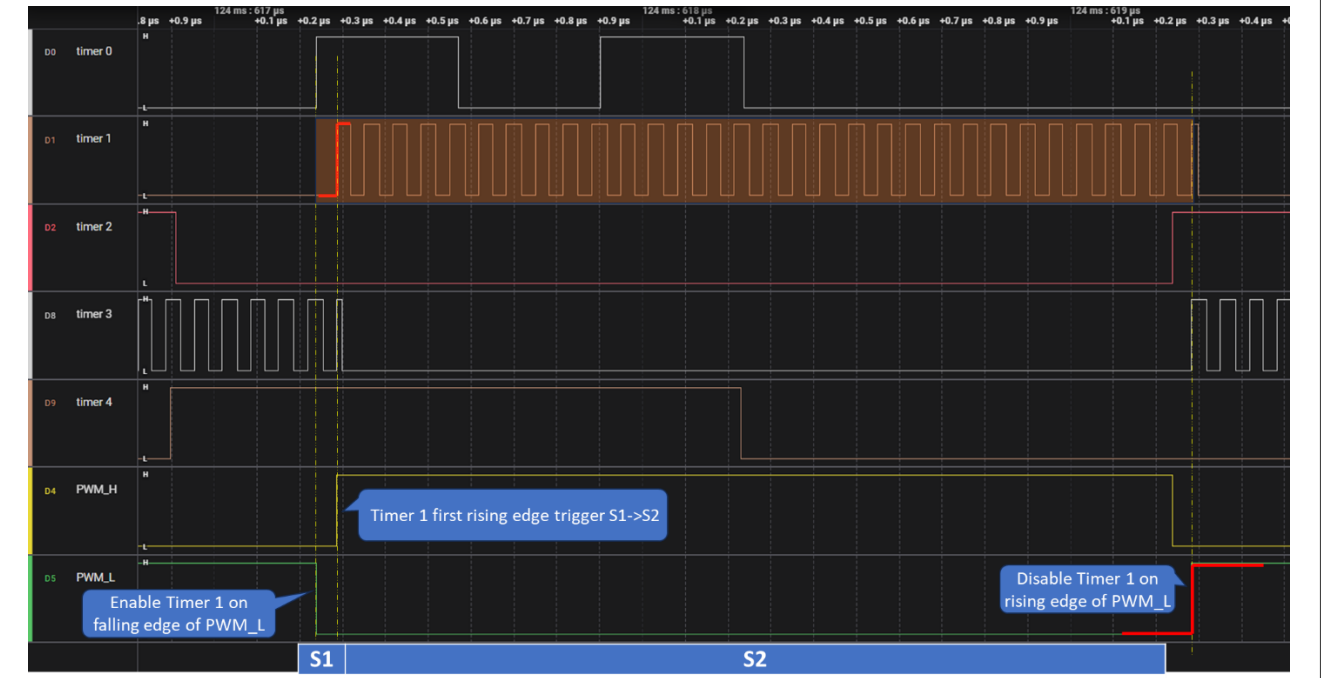 124 ms : 617 µs 124 ms : 618 µs 124 ms : 619 µs
.8 µs +0.9 µs +0.1 µs +0.2 µs +0.3 µs +0.4 µs +0.5 µs +0.6 µs +0.7 µs +0.8 µs +0.9 µs +0.1 µs +0.2 µs +0.3 µs +0.4 µs +0.5 µs +0.6 µs +0.7 µs +0.8 µs +0.9 µs +0.1 µs +0.2 µs +0.3 µs +0.4 µs
H
D0 timer 0
L
H
D1 timer 1
L
H
D2 timer 2
L
H
D8 timer 3
L
H
D9 timer 4
L
H
D4 PWM_H
Timer 1 first rising edge trigger S1->S2
L
H
D5 PWM_L
Enable Timer 1 on
falling edge of PWM_L
Disable Timer 1 on
rising edge of PWM_L
S1 S2